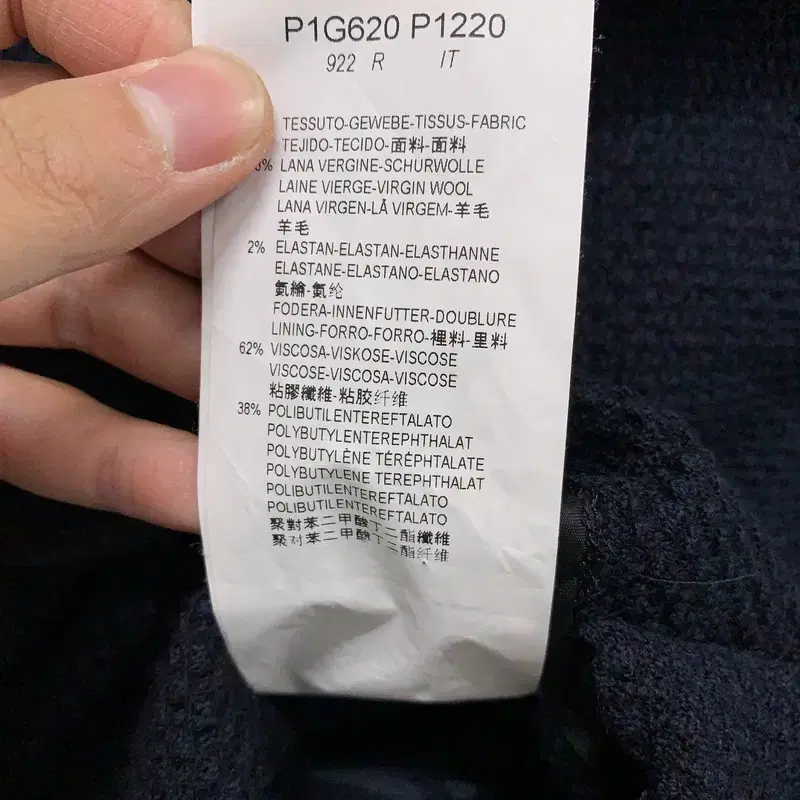 P1G620 P1220
922 R IT
TESSUTO-GEWEBE-TISSUS-FABRIC
TEJIDO-TECIDO-面料-面料
LANA VERGINE-SCHURWOLLE
LAINE VIERGE-VIRGIN WOOL
LANA VIRGEN-LÃ VIRGEM-羊毛
羊毛
2% ELASTAN-ELASTAN-ELASTHANNE
ELASTANE-ELASTANO-ELASTANO
氨綸-氨纶
FODERA-INNENFUTTER-DOUBLURE
LINING-FORRO-FORRO-裡料-里料
62% VISCOSA-VISKOSE-VISCOSE
VISCOSE-VISCOSA-VISCOSE
粘膠纖維-粘胶纤维
38% POLIBUTILENTEREFTALATO
POLYBUTYLENTEREPHTHALAT
POLYBUTYLÈNE TÉRÉPHTALATE
POLYBUTYLENE TEREPHTHALAT
POLIBUTILENTEREFTALATO
POLIBUTILENTEREFTALATO
聚對苯二甲酸丁二酯纖維
聚对苯二甲酸丁二酯纤维